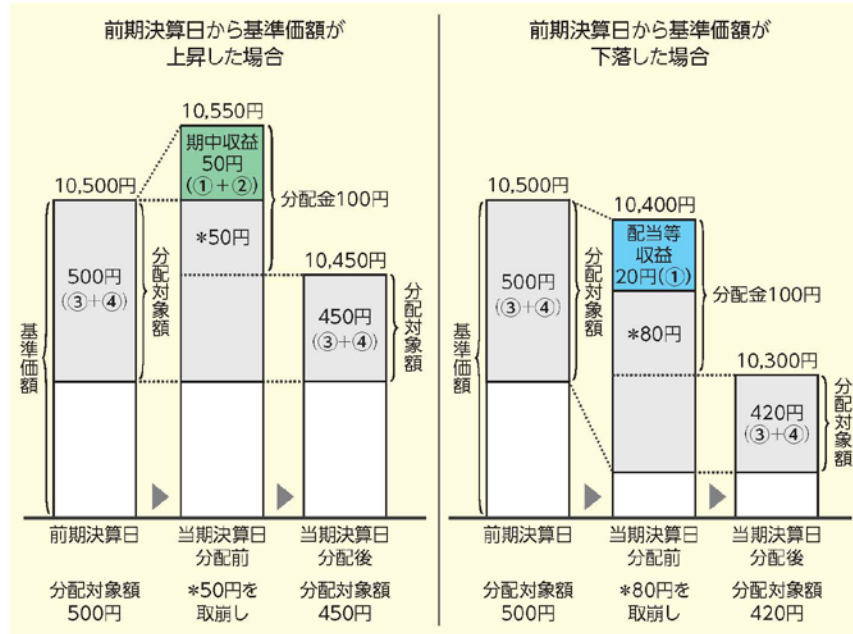 前期決算日から基準価額が
上昇した場合
10,550円
期中収益
50円
(①+②)
10,500円
分配金100円
*50円
10,450円
500円
(③+④)
分配対象額
450円
(③+④)
分配対象額
基準価額
前期決算日
当期決算日
分配前
当期決算日
分配後
分配対象額
500円
*50円を
取崩し
分配対象額
450円
前期決算日から基準価額が
下落した場合
10,500円
10,400円
配当等
収益
20円(①)
分配金100円
500円
(③+④)
分配対象額
*80円
10,300円
420円
(③+④)
分配対象額
基準価額
前期決算日
当期決算日
分配前
当期決算日
分配後
分配対象額
500円
*80円を
取崩し
分配対象額
420円